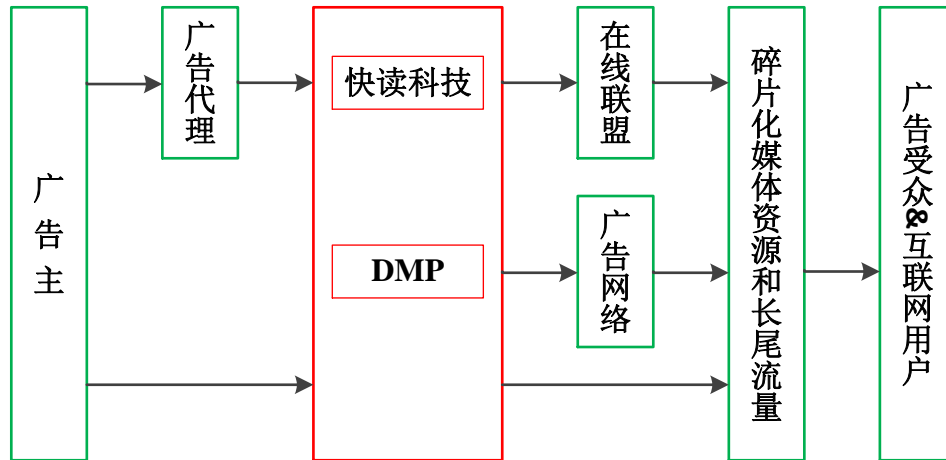 广告主
广告代理
快读科技
DMP
在线联盟
广告网络
碎片化媒体资源和长尾流量
广告受众&互联网用户